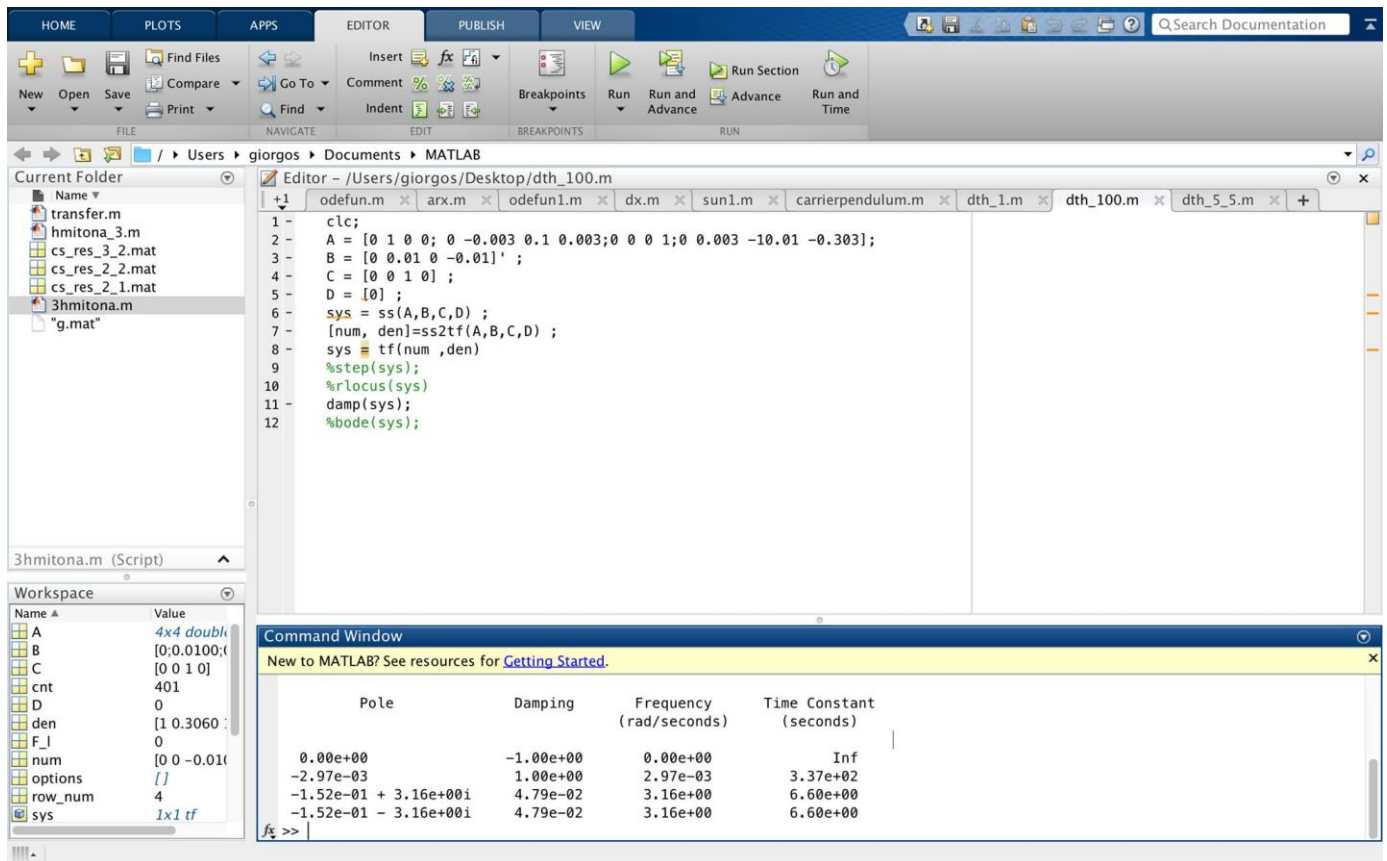 HOME PLOTS APPS EDITOR PUBLISH VIEW Search Documentation
Find Files Insert fx
New Open Save Compare Go To Comment Breakpoints Run Run and Advance Run Section Advance Run and Time
Print Find Indent
FILE NAVIGATE EDIT BREAKPOINTS RUN
/ ▸ Users ▸ giorgos ▸ Documents ▸ MATLAB
Current Folder
Name
transfer.m
hmitona_3.m
cs_res_3_2.mat
cs_res_2_2.mat
cs_res_2_1.mat
3hmitona.m
"g.mat"
3hmitona.m (Script)
Workspace
Name Value
A 4x4 double
B [0;0.0100;(
C [0 0 1 0]
cnt 401
D 0
den [1 0.3060
F_I 0
num [0 0 -0.010
options []
row_num 4
sys 1x1 tf
Editor - /Users/giorgos/Desktop/dth_100.m
+1 odefun.m arx.m odefun1.m dx.m sun1.m carrierpendulum.m dth_1.m dth_100.m dth_5_5.m +
1 - clc;
2 - A = [0 1 0 0; 0 -0.003 0.1 0.003;0 0 0 1;0 0.003 -10.01 -0.303];
3 - B = [0 0.01 0 -0.01]' ;
4 - C = [0 0 1 0] ;
5 - D = [0] ;
6 - sys = ss(A,B,C,D) ;
7 - [num, den]=ss2tf(A,B,C,D) ;
8 - sys = tf(num ,den)
9 %step(sys);
10 %rlocus(sys)
11 - damp(sys);
12 %bode(sys);
Command Window
New to MATLAB? See resources for Getting Started.
Pole Damping Frequency Time Constant
(rad/seconds) (seconds)
0.00e+00 -1.00e+00 0.00e+00 Inf
-2.97e-03 1.00e+00 2.97e-03 3.37e+02
-1.52e-01 + 3.16e+00i 4.79e-02 3.16e+00 6.60e+00
-1.52e-01 - 3.16e+00i 4.79e-02 3.16e+00 6.60e+00
fx >>